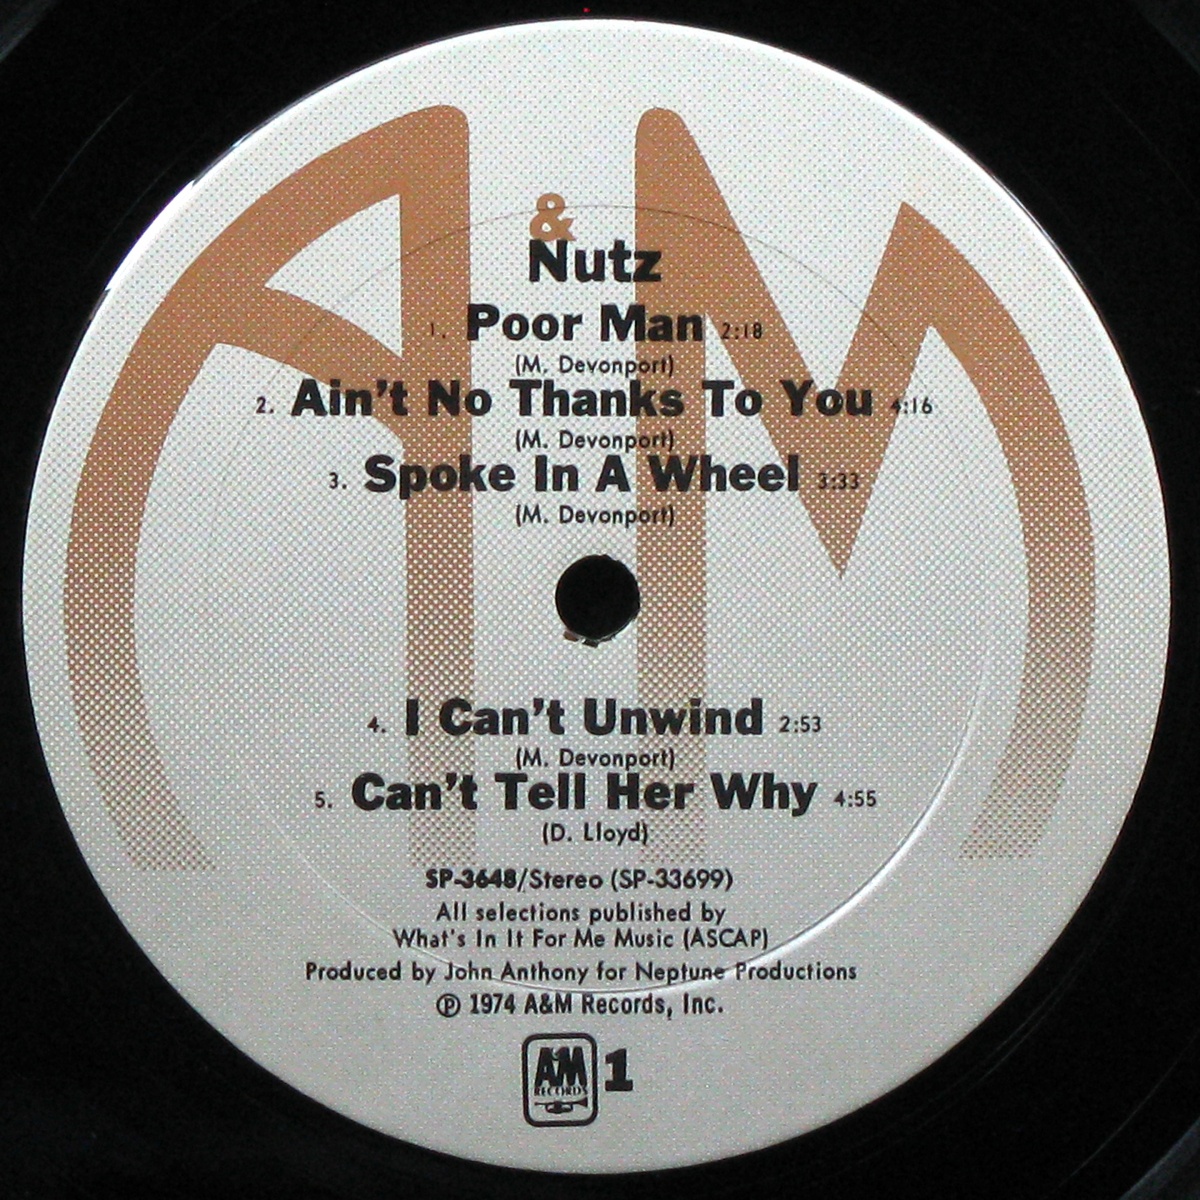 A & M
Nutz
1. Poor Man 2:18
(M. Devonport)
2. Ain't No Thanks To You 4:16
(M. Devonport)
3. Spoke In A Wheel 3:33
(M. Devonport)
4. I Can't Unwind 2:53
(M. Devonport)
5. Can't Tell Her Why 4:55
(D. Lloyd)
SP-3648/Stereo (SP-33699)
All selections published by
What's In It For Me Music (ASCAP)
Produced by John Anthony for Neptune Productions
℗ 1974 A&M Records, Inc.
A&M 1
RECORDS